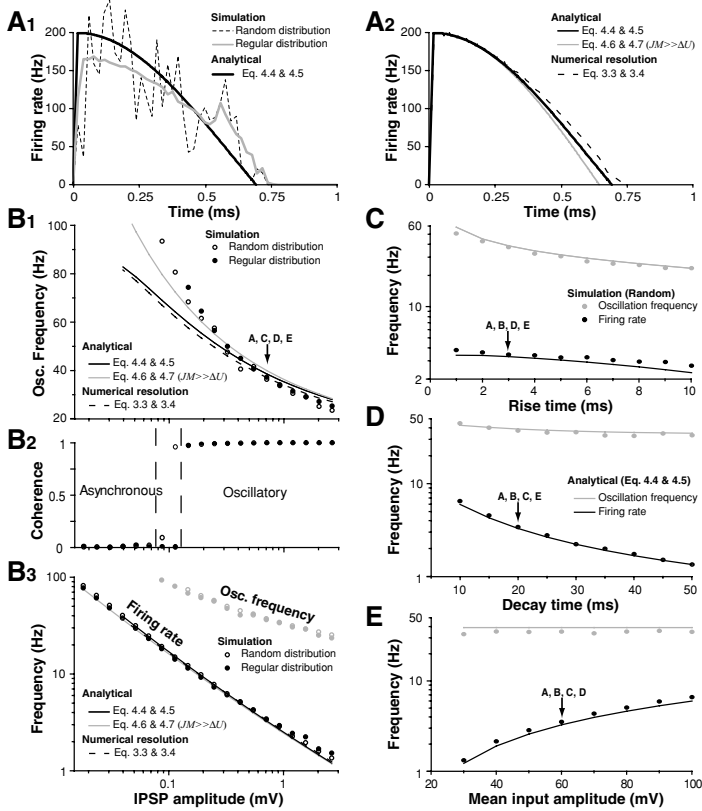 A1
Firing rate (Hz)
200
150
100
50
0
0
0.25
0.5
0.75
1
Time (ms)
Simulation
Random distribution
Regular distribution
Analytical
Eq. 4.4 & 4.5
A2
Firing rate (Hz)
200
150
100
50
0
0
0.25
0.5
0.75
1
Time (ms)
Analytical
Eq. 4.4 & 4.5
Eq. 4.6 & 4.7 (JM>>ΔU)
Numerical resolution
Eq. 3.3 & 3.4
B1
Osc. Frequency (Hz)
100
80
60
40
20
Simulation
Random distribution
Regular distribution
A, C, D, E
Analytical
Eq. 4.4 & 4.5
Eq. 4.6 & 4.7 (JM>>ΔU)
Numerical resolution
Eq. 3.3 & 3.4
B2
Coherence
1
0.5
0
Asynchronous
Oscillatory
B3
Frequency (Hz)
100
10
1
Osc. frequency
Firing rate
Simulation
Random distribution
Regular distribution
Analytical
Eq. 4.4 & 4.5
Eq. 4.6 & 4.7 (JM>>ΔU)
Numerical resolution
Eq. 3.3 & 3.4
0.1
1
IPSP amplitude (mV)
C
Frequency (Hz)
60
10
2
Simulation (Random)
Oscillation frequency
Firing rate
A, B, D, E
0
2
4
6
8
10
Rise time (ms)
D
Frequency (Hz)
50
10
1
Analytical (Eq. 4.4 & 4.5)
Oscillation frequency
Firing rate
A, B, C, E
10
20
30
40
50
Decay time (ms)
E
Frequency (Hz)
50
10
1
A, B, C, D
20
40
60
80
100
Mean input amplitude (mV)